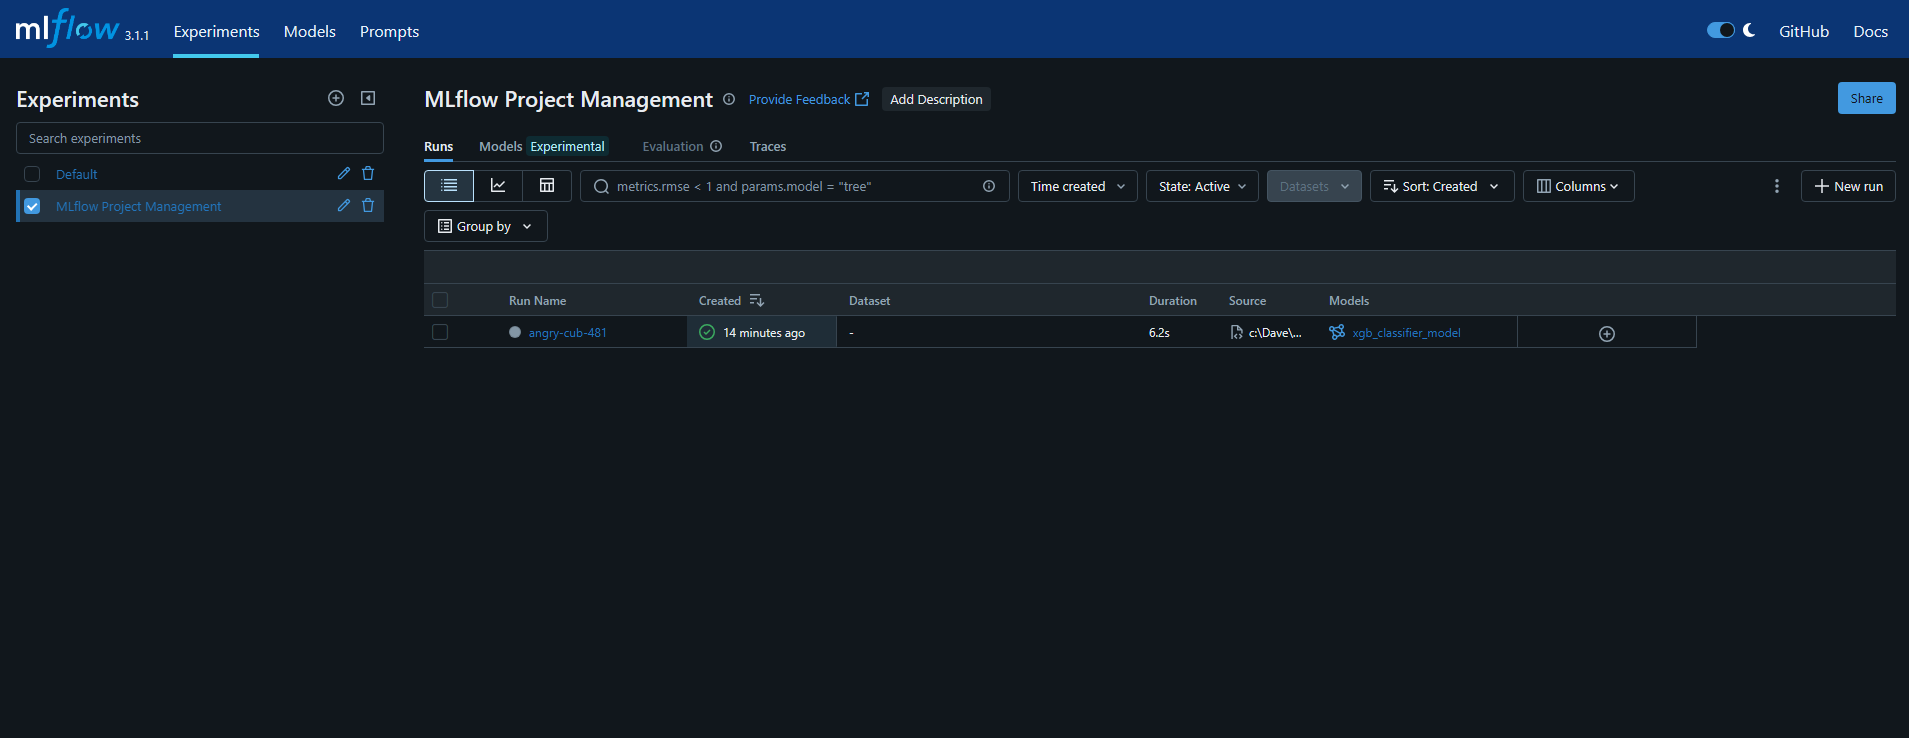 mlflow 3.1.1 Experiments Models Prompts GitHub Docs
Experiments
Search experiments
Default
MLflow Project Management
MLflow Project Management Provide Feedback Add Description Share
Runs Models Experimental Evaluation Traces
metrics.rmse < 1 and params.model = "tree" Time created State: Active Datasets Sort: Created Columns New run
Group by
Run Name Created Dataset Duration Source Models
angry-cub-481 14 minutes ago - 6.2s c:\Dave\... xgb_classifier_model